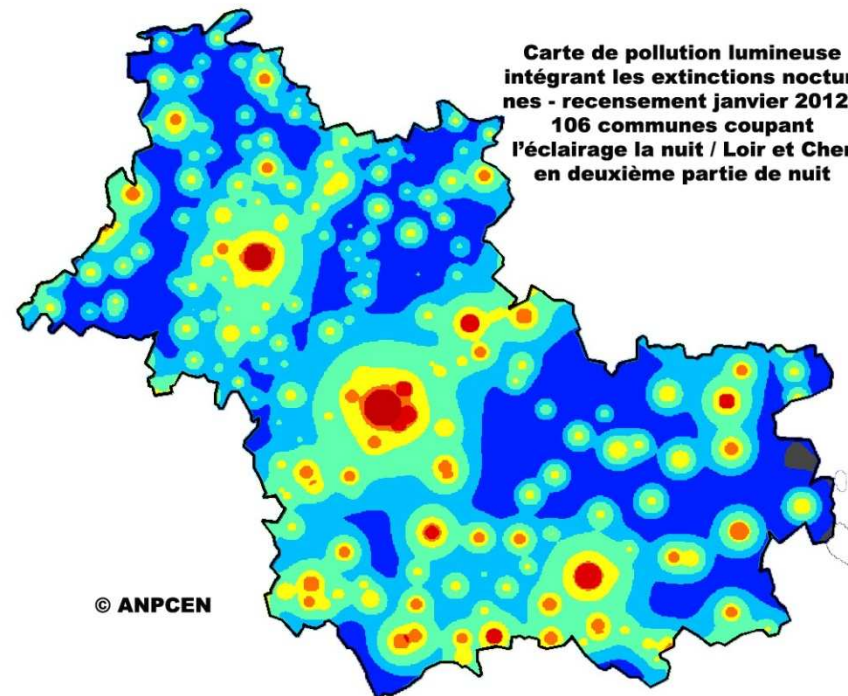 Carte de pollution lumineuse
intégrant les extinctions noctur
nes - recensement janvier 2012
106 communes coupant
l'éclairage la nuit / Loir et Cher
en deuxième partie de nuit
© ANPCEN